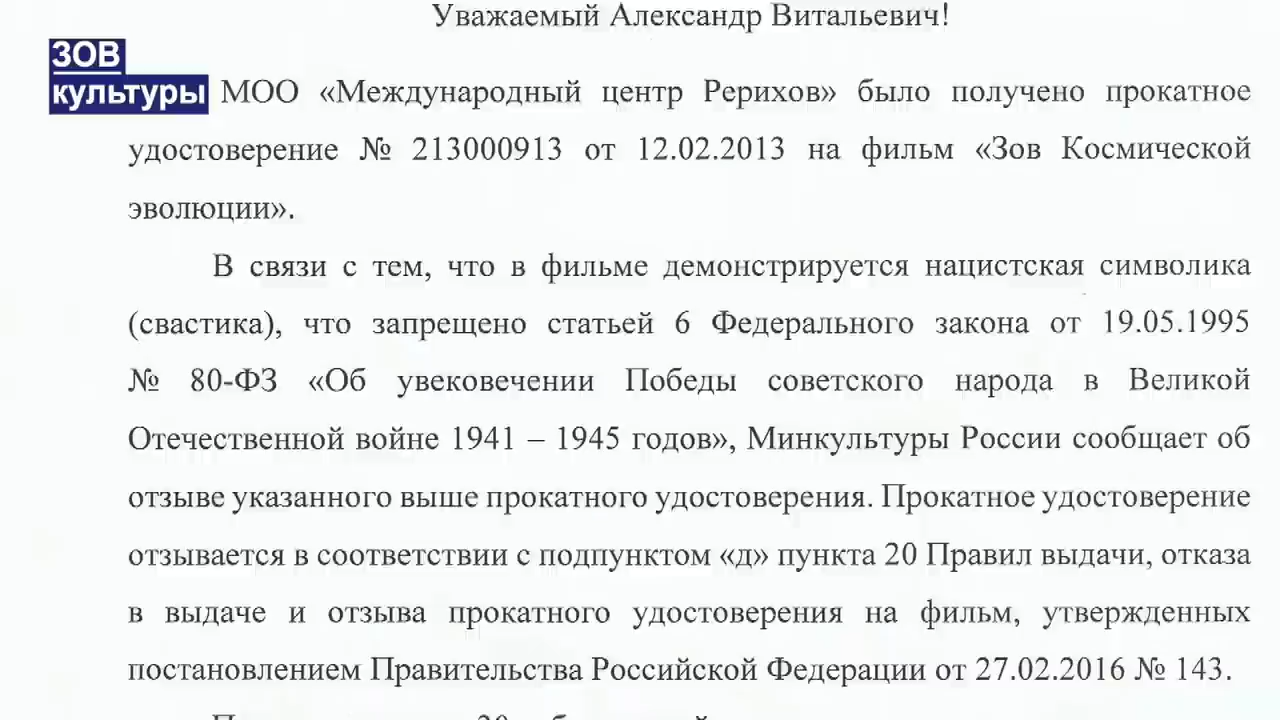 Уважаемый Александр Витальевич!
ЗОВ
культуры
МОО «Международный центр Рерихов» было получено прокатное
удостоверение № 213000913 от 12.02.2013 на фильм «Зов Космической
эволюции».
В связи с тем, что в фильме демонстрируется нацистская символика
(свастика), что запрещено статьей 6 Федерального закона от 19.05.1995
№ 80-ФЗ «Об увековечении Победы советского народа в Великой
Отечественной войне 1941 – 1945 годов», Минкультуры России сообщает об
отзыве указанного выше прокатного удостоверения. Прокатное удостоверение
отзывается в соответствии с подпунктом «д» пункта 20 Правил выдачи, отказа
в выдаче и отзыва прокатного удостоверения на фильм, утвержденных
постановлением Правительства Российской Федерации от 27.02.2016 № 143.